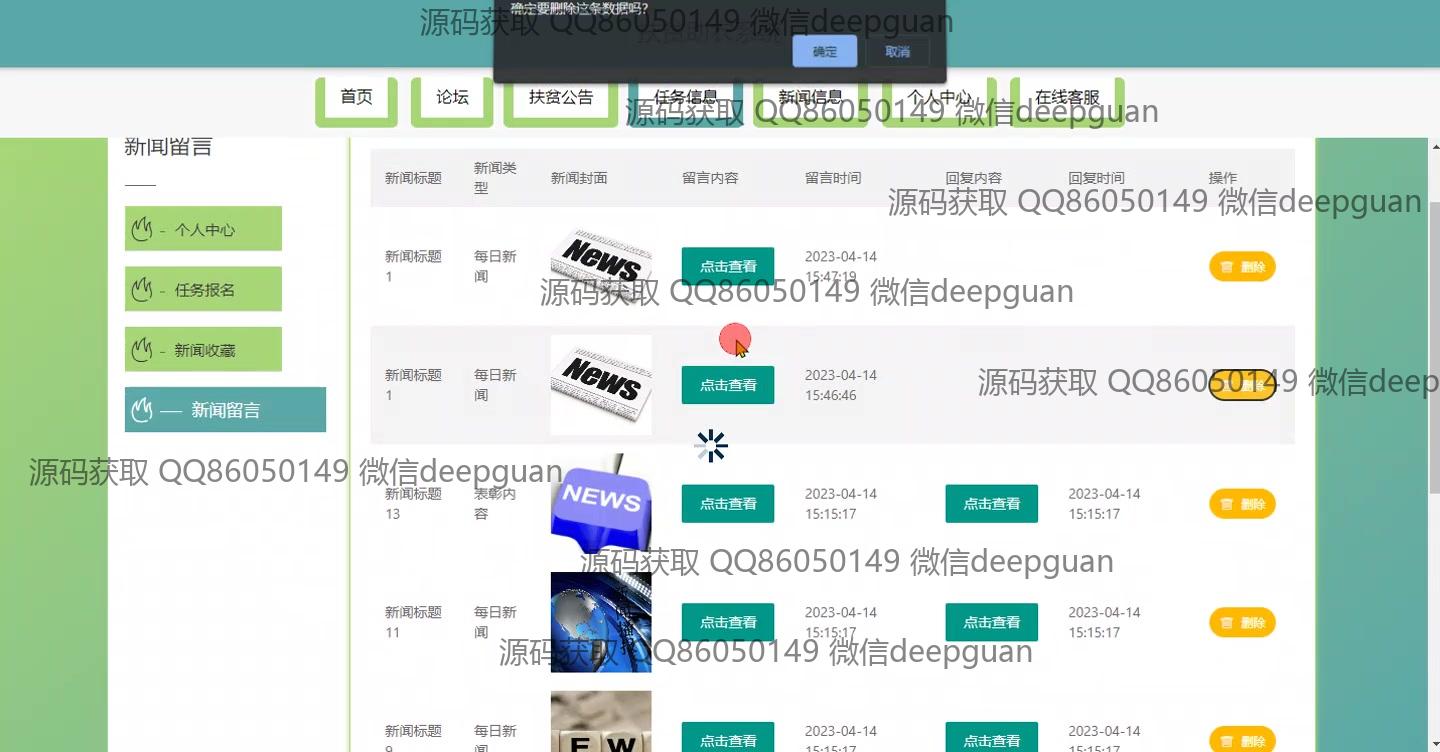 确定要删除这条数据吗?
源码获取 QQ86050149 微信deepguan
确定
取消
首页
论坛
扶贫公告
任务信息
新闻信息
个人中心
在线客服
源码获取 QQ86050149 微信deepguan
新闻留言
个人中心
任务报名
新闻收藏
新闻留言
新闻标题
新闻类
型
新闻封面
留言内容
留言时间
回复内容
回复时间
操作
源码获取 QQ86050149 微信deepguan
新闻标题
1
每日新
闻
News
点击查看
2023-04-14
15:47:19
删除
源码获取 QQ86050149 微信deepguan
新闻标题
1
每日新
闻
News
点击查看
2023-04-14
15:46:46
删除
源码获取 QQ86050149 微信deep
源码获取 QQ86050149 微信deepguan
新闻标题
13
表彰内
容
NEWS
点击查看
2023-04-14
15:15:17
点击查看
2023-04-14
15:15:17
删除
源码获取 QQ86050149 微信deepguan
新闻标题
11
每日新
闻
点击查看
2023-04-14
15:15:17
点击查看
2023-04-14
15:15:17
删除
源码获取 QQ86050149 微信deepguan
新闻标题
9
每日新
闻
E W
点击查看
2023-04-14
15:15:17
点击查看
2023-04-14
15:15:17
删除